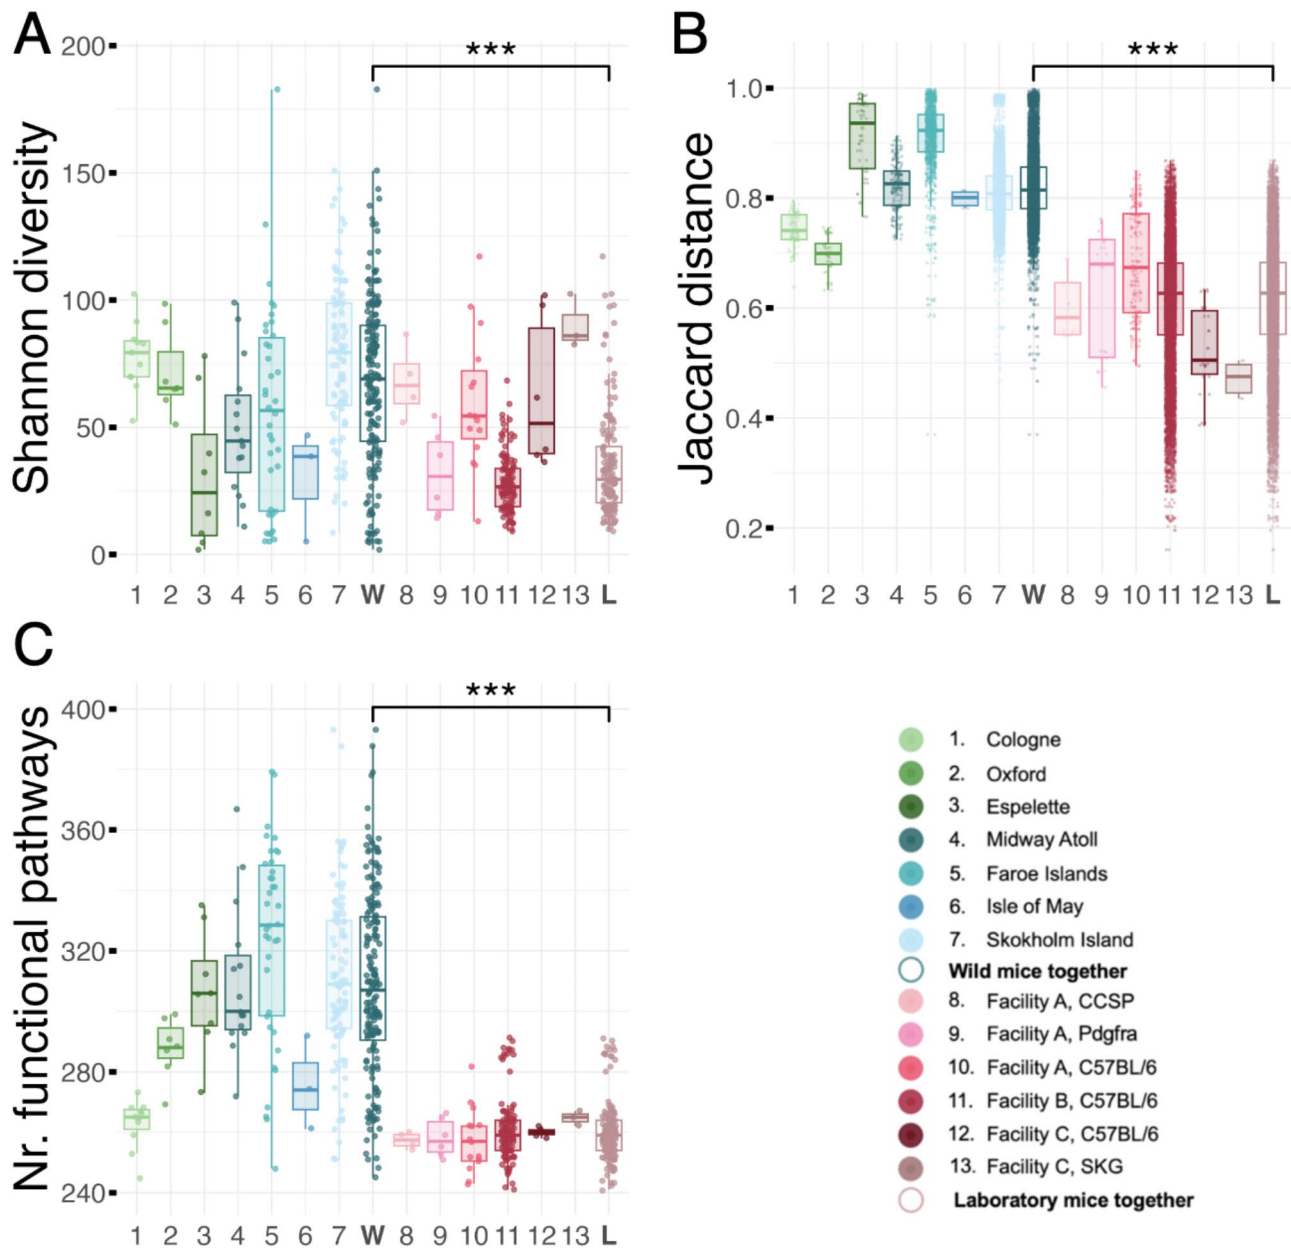 A
***
Shannon diversity
200
150
100
50
0
1 2 3 4 5 6 7 W 8 9 10 11 12 13 L
B
***
Jaccard distance
1.0
0.8
0.6
0.4
0.2
1 2 3 4 5 6 7 W 8 9 10 11 12 13 L
C
***
Nr. functional pathways
400
360
320
280
240
1 2 3 4 5 6 7 W 8 9 10 11 12 13 L
1. Cologne
2. Oxford
3. Espelette
4. Midway Atoll
5. Faroe Islands
6. Isle of May
7. Skokholm Island
Wild mice together
8. Facility A, CCSP
9. Facility A, Pdgfra
10. Facility A, C57BL/6
11. Facility B, C57BL/6
12. Facility C, C57BL/6
13. Facility C, SKG
Laboratory mice together